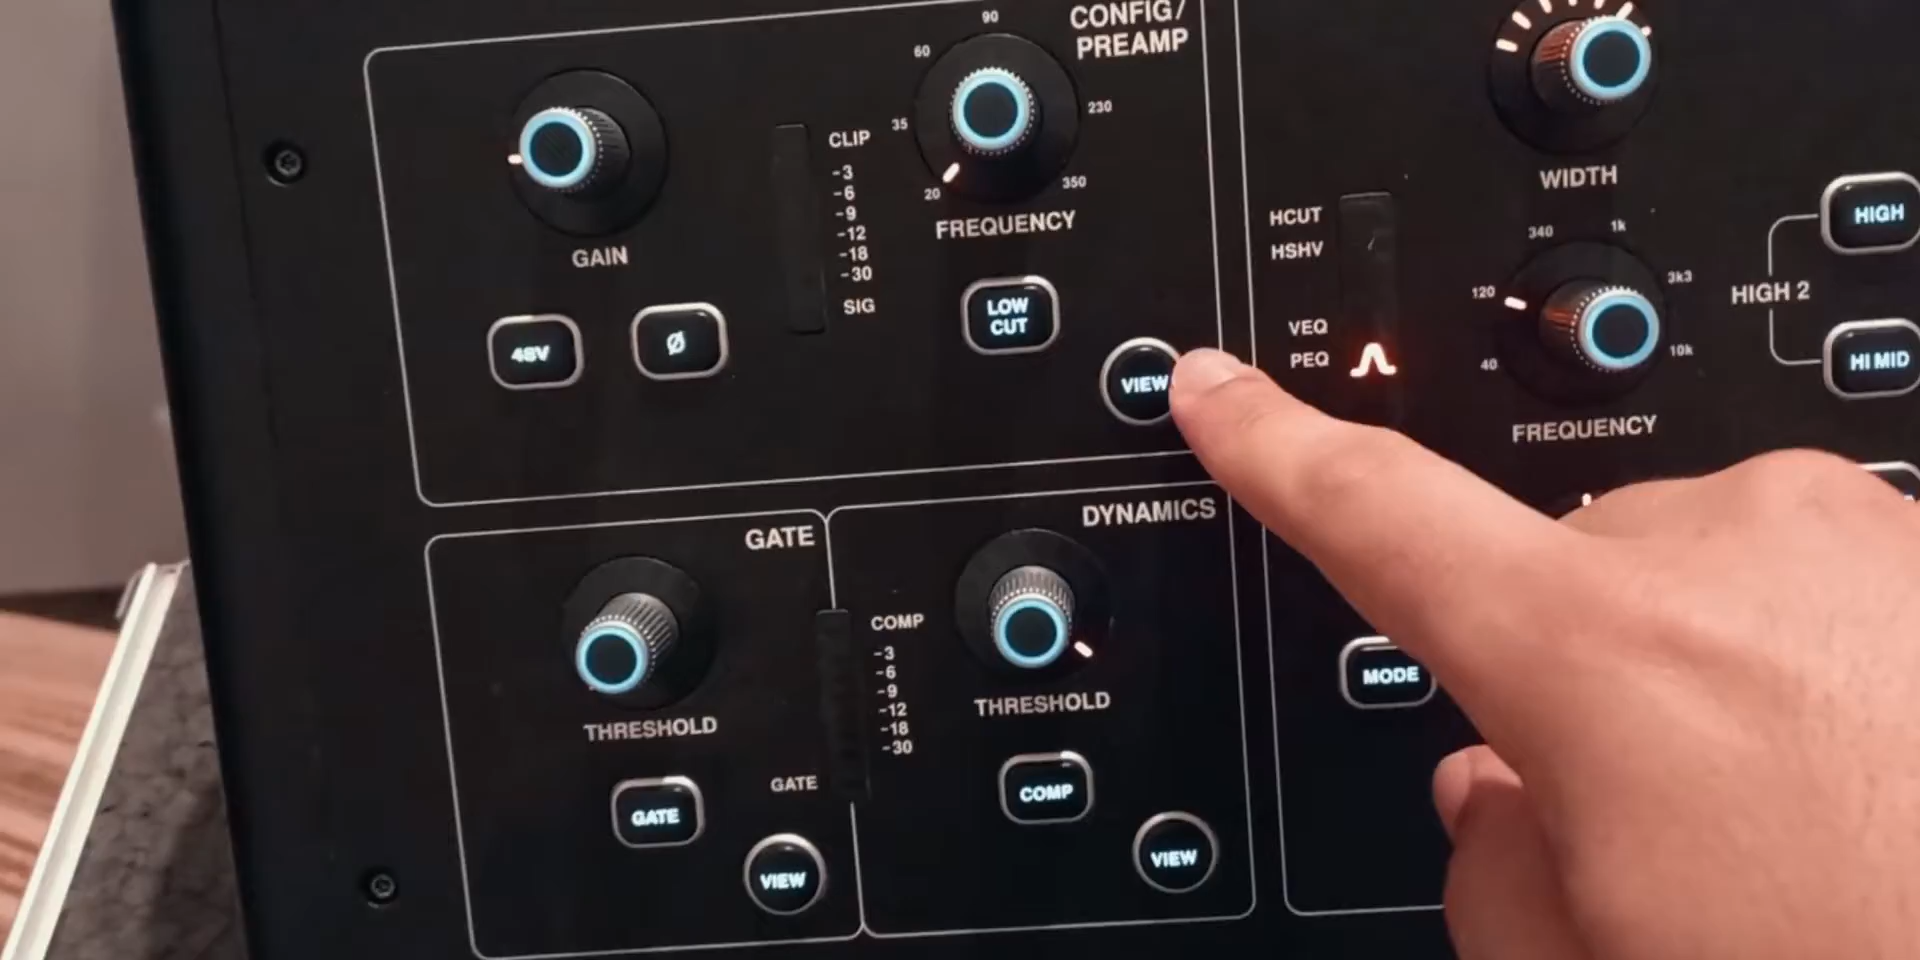 CONFIG/
PREAMP
90
60
230
35
350
20
FREQUENCY
GAIN
CLIP
-3
-6
-9
-12
-18
-30
SIG
48V
Ø
LOW
CUT
VIEW
WIDTH
HCUT
HSHV
VEQ
PEQ
340
1k
120
3k3
40
10k
FREQUENCY
HIGH
HIGH 2
HI MID
MODE
GATE
THRESHOLD
GATE
GATE
VIEW
DYNAMICS
COMP
-3
-6
-9
-12
-18
-30
THRESHOLD
COMP
VIEW